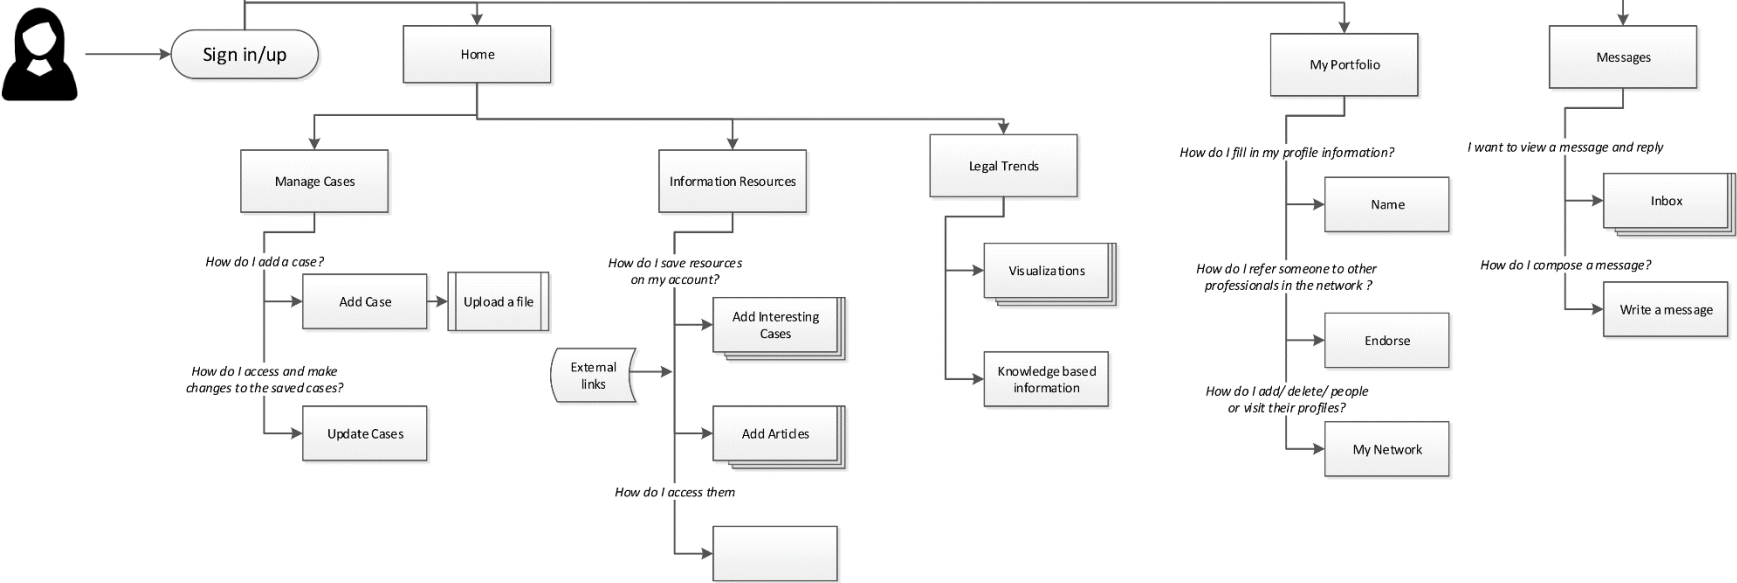 Sign in/up
Home
My Portfolio
Messages
Manage Cases
Information Resources
Legal Trends
How do I add a case?
Add Case
Upload a file
How do I access and make
changes to the saved cases?
Update Cases
How do I save resources
on my account?
Add Interesting
Cases
External
links
Add Articles
How do I access them
Visualizations
Knowledge based
information
How do I fill in my profile information?
Name
How do I refer someone to other
professionals in the network ?
Endorse
How do I add/ delete/ people
or visit their profiles?
My Network
I want to view a message and reply
Inbox
How do I compose a message?
Write a message